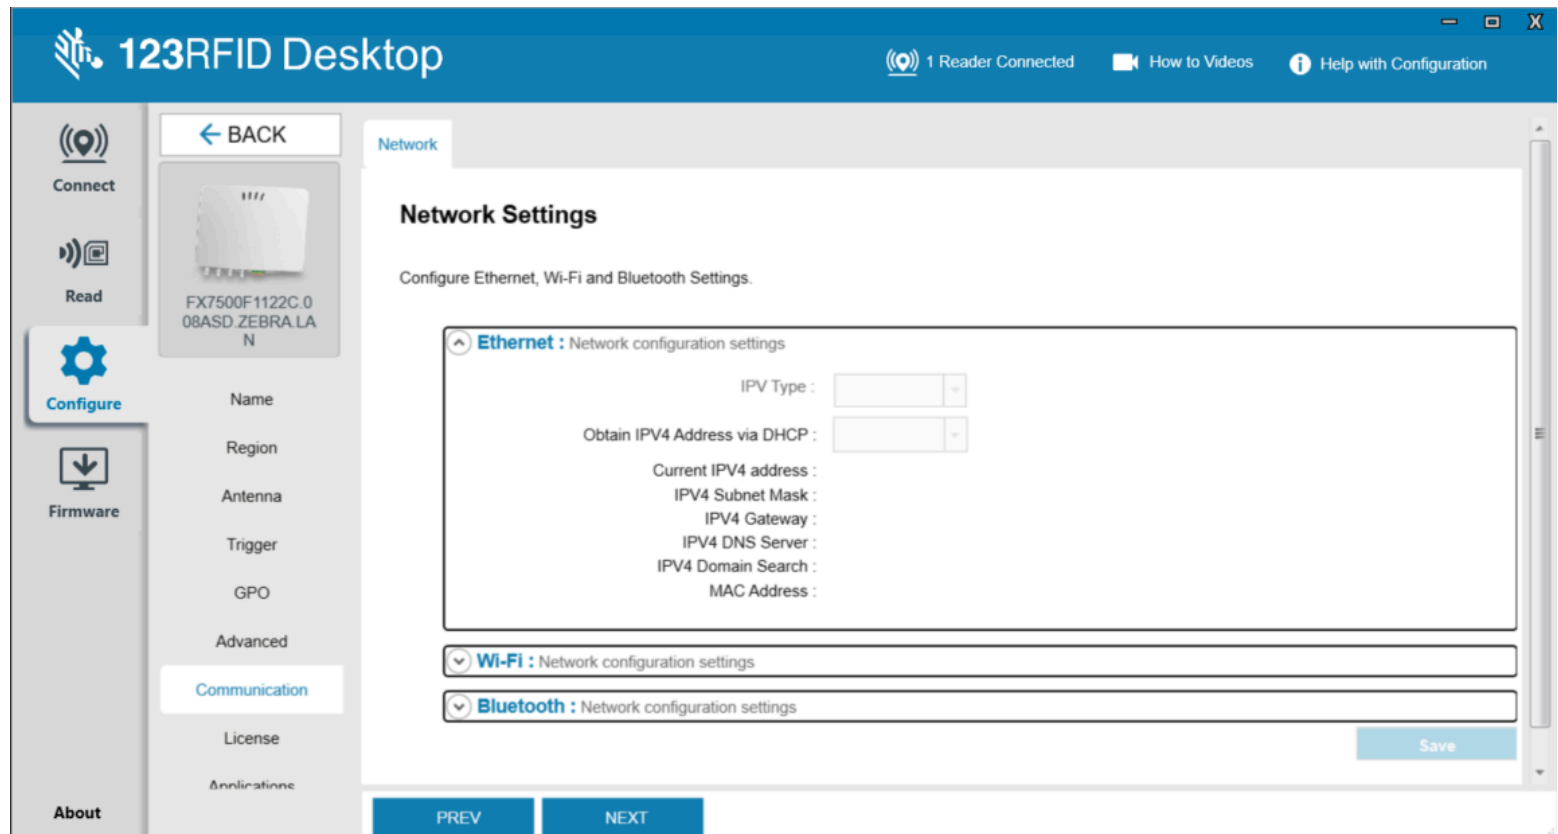 123RFID Desktop
1 Reader Connected
How to Videos
Help with Configuration
Connect
Read
Configure
Firmware
About
BACK
FX7500F1122C.0
08ASD.ZEBRA.LA
N
Name
Region
Antenna
Trigger
GPO
Advanced
Communication
License
Applications
Network
Network Settings
Configure Ethernet, Wi-Fi and Bluetooth Settings.
Ethernet : Network configuration settings
IPV Type :
Obtain IPV4 Address via DHCP :
Current IPV4 address :
IPV4 Subnet Mask :
IPV4 Gateway :
IPV4 DNS Server :
IPV4 Domain Search :
MAC Address :
Wi-Fi : Network configuration settings
Bluetooth : Network configuration settings
Save
PREV
NEXT